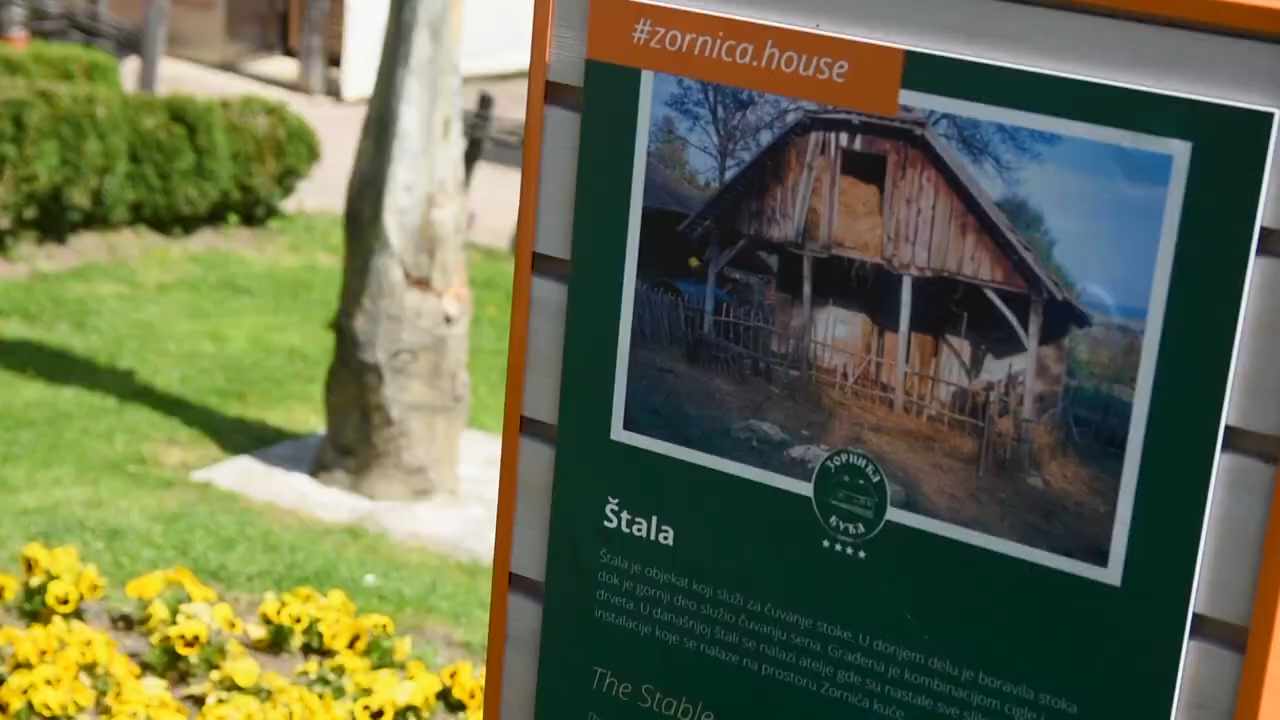 #zornica.house
ЗОРНИЋА
КУЋА
Štala
Štala je objekat koji služi za čuvanje stoke. U donjem delu je boravila stoka
dok je gornji deo služio čuvanju sena. Građena je kombinacijom cigle i
drveta. U današnjoj štali se nalazi atelje gde su nastale sve
instalacije koje se nalaze na prostoru Zornića kuće.
The Stable